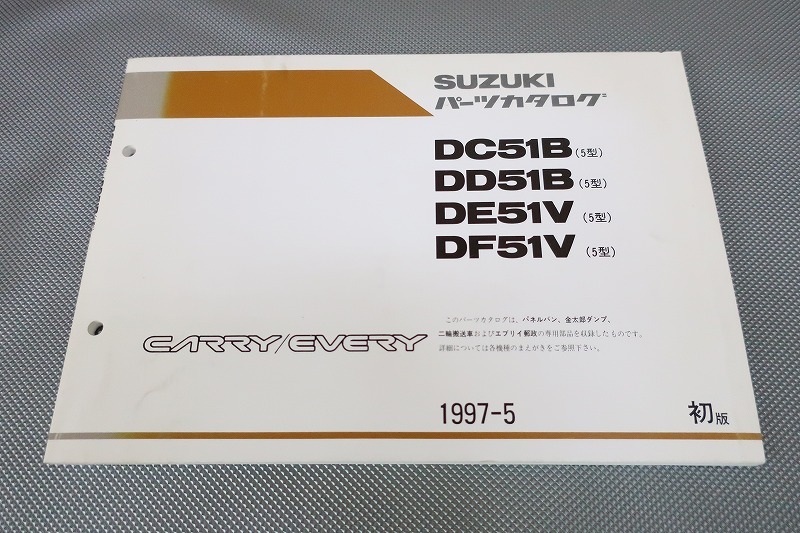 SUZUKI
パーツカタログ
DC51B(5型)
DD51B(5型)
DE51V(5型)
DF51V(5型)
このパーツカタログは、パネルバン、金太郎ダンプ、
二輪搬送車およびエブリイ郵政の専用部品を収録したものです。
詳細については各機種のまえがきをご参照下さい。
CARRY/EVERY
1997-5
初版